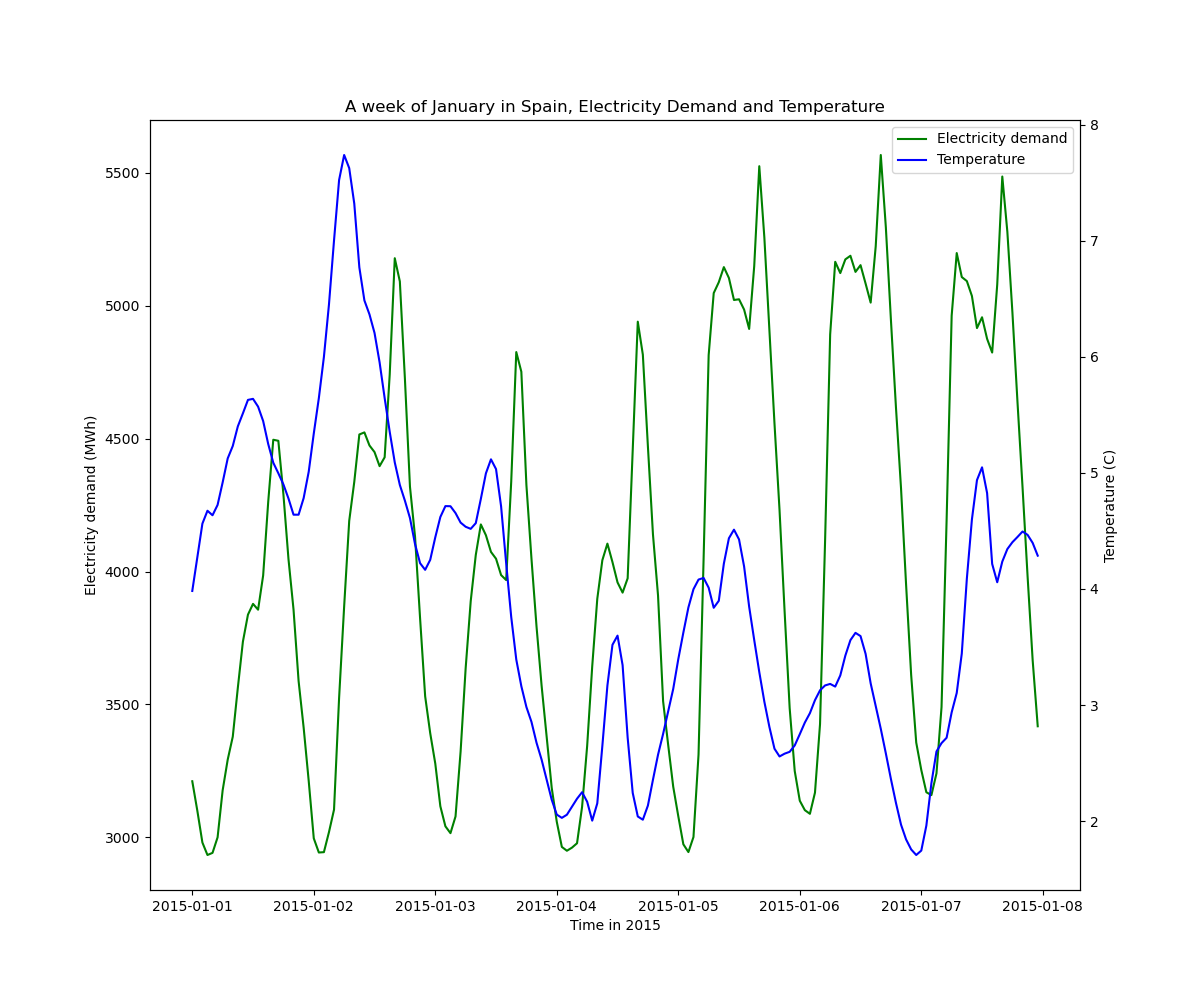 A week of January in Spain, Electricity Demand and Temperature
Electricity demand
Temperature
Electricity demand (MWh)
5500
5000
4500
4000
3500
3000
8
7
6
5
4
3
2
Temperature (C)
2015-01-01 2015-01-02 2015-01-03 2015-01-04 2015-01-05 2015-01-06 2015-01-07 2015-01-08
Time in 2015